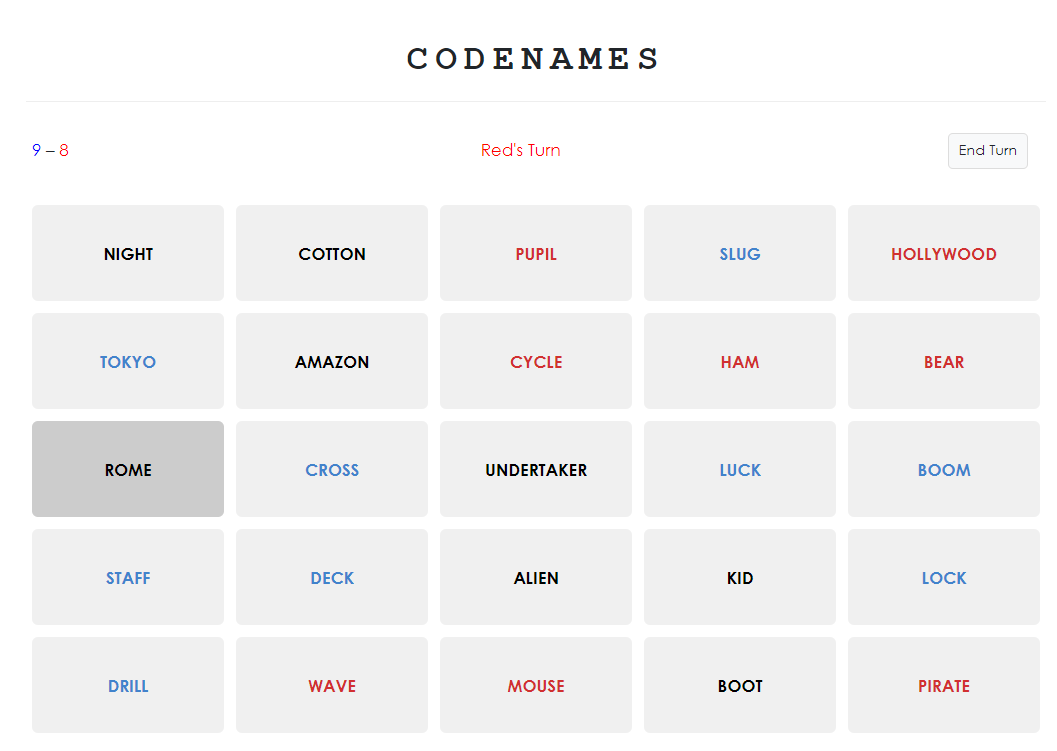 CODENAMES
9 – 8 Red's Turn End Turn
NIGHT COTTON PUPIL SLUG HOLLYWOOD
TOKYO AMAZON CYCLE HAM BEAR
ROME CROSS UNDERTAKER LUCK BOOM
STAFF DECK ALIEN KID LOCK
DRILL WAVE MOUSE BOOT PIRATE